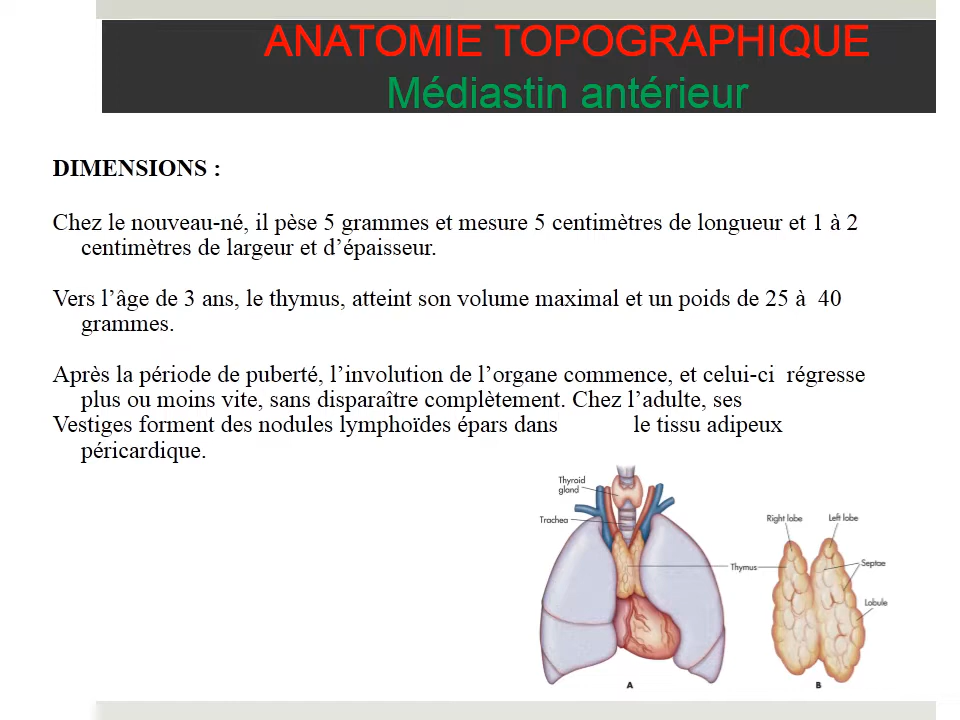 ANATOMIE TOPOGRAPHIQUE
Médiastin antérieur
DIMENSIONS :
Chez le nouveau-né, il pèse 5 grammes et mesure 5 centimètres de longueur et 1 à 2
centimètres de largeur et d’épaisseur.
Vers l’âge de 3 ans, le thymus, atteint son volume maximal et un poids de 25 à 40
grammes.
Après la période de puberté, l’involution de l’organe commence, et celui-ci régresse
plus ou moins vite, sans disparaître complètement. Chez l’adulte, ses
Vestiges forment des nodules lymphoïdes épars dans le tissu adipeux
péricardique.
Thyroid
gland
Trachea
Thymus
Right lobe
Left lobe
Septae
Lobule
A
B